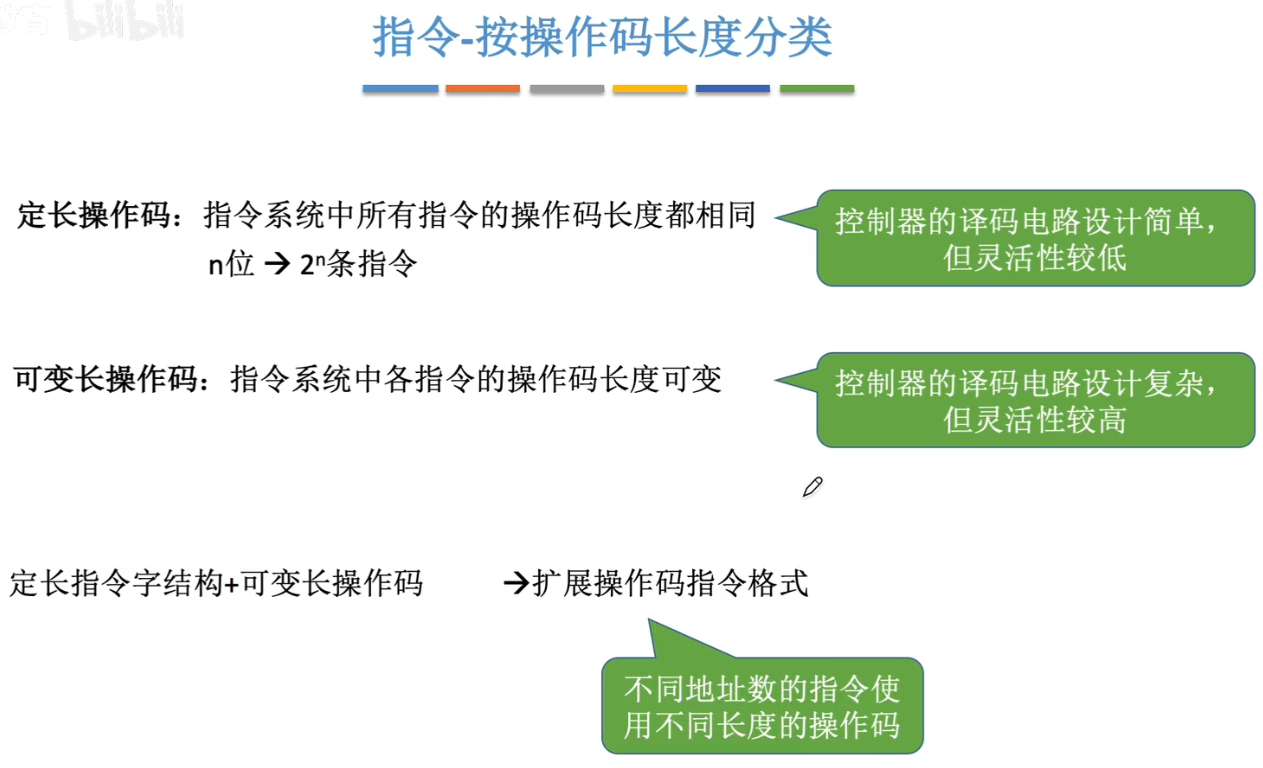 教育 bilibili
指令-按操作码长度分类
定长操作码：指令系统中所有指令的操作码长度都相同
n位 → 2ⁿ条指令
控制器的译码电路设计简单，
但灵活性较低
可变长操作码：指令系统中各指令的操作码长度可变
控制器的译码电路设计复杂，
但灵活性较高
定长指令字结构+可变长操作码 →扩展操作码指令格式
不同地址数的指令使
用不同长度的操作码